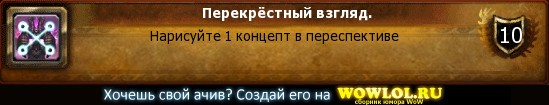 Перекрёстный взгляд.
Нарисуйте 1 концепт в переспективе
10
Хочешь свой ачив? Создай его на WOWLOL.RU
сборник юмора WoW